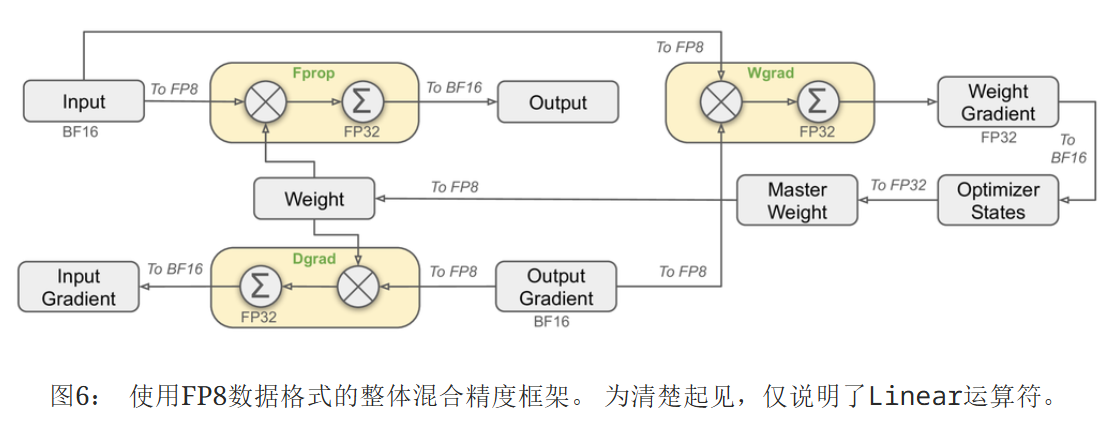 To FP8
Fprop
Wgrad
Input
To FP8
Σ
To BF16
Output
Σ
Weight
Gradient
BF16
FP32
FP32
FP32
To
BF16
Weight
To FP8
Master
Weight
To FP32
Optimizer
States
Dgrad
Input
Gradient
To BF16
Σ
To FP8
Output
Gradient
To FP8
FP32
BF16
图6： 使用FP8数据格式的整体混合精度框架。 为清楚起见，仅说明了Linear运算符。